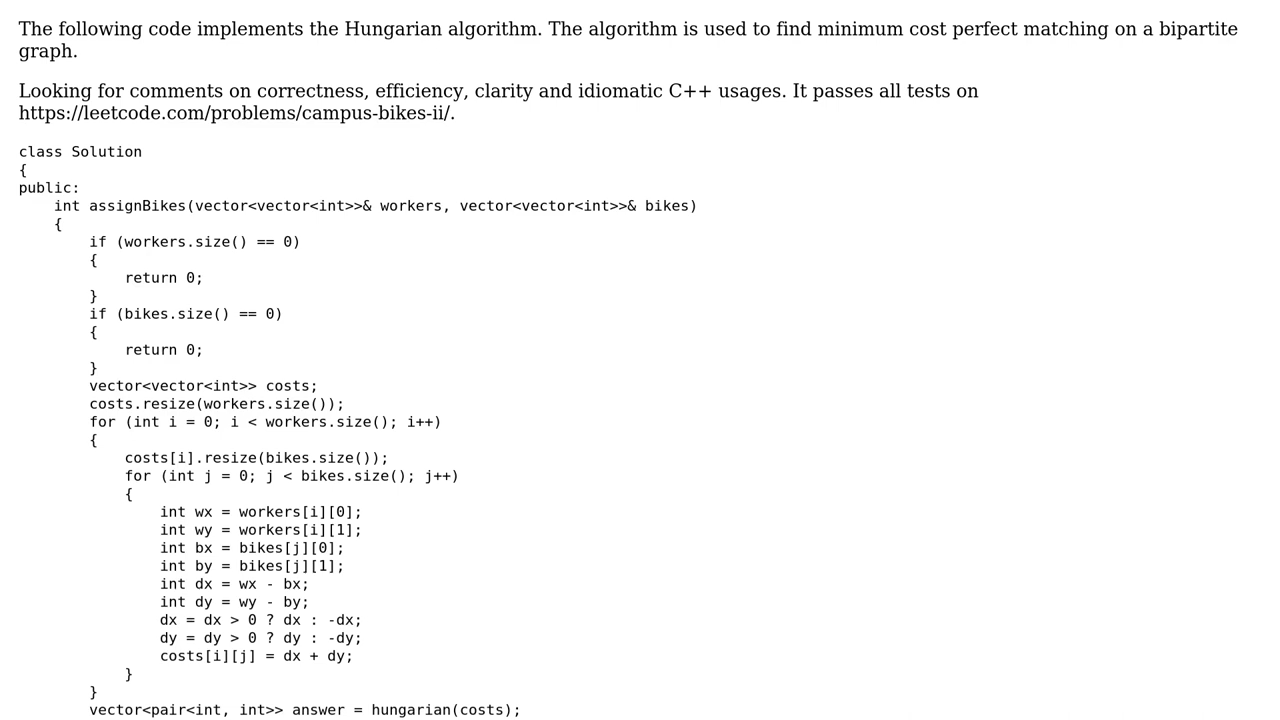 The following code implements the Hungarian algorithm. The algorithm is used to find minimum cost perfect matching on a bipartite
graph.
Looking for comments on correctness, efficiency, clarity and idiomatic C++ usages. It passes all tests on
https://leetcode.com/problems/campus-bikes-ii/.
class Solution
{
public:
    int assignBikes(vector<vector<int>>& workers, vector<vector<int>>& bikes)
    {
        if (workers.size() == 0)
        {
            return 0;
        }
        if (bikes.size() == 0)
        {
            return 0;
        }
        vector<vector<int>> costs;
        costs.resize(workers.size());
        for (int i = 0; i < workers.size(); i++)
        {
            costs[i].resize(bikes.size());
            for (int j = 0; j < bikes.size(); j++)
            {
                int wx = workers[i][0];
                int wy = workers[i][1];
                int bx = bikes[j][0];
                int by = bikes[j][1];
                int dx = wx - bx;
                int dy = wy - by;
                dx = dx > 0 ? dx : -dx;
                dy = dy > 0 ? dy : -dy;
                costs[i][j] = dx + dy;
            }
        }
        vector<pair<int, int>> answer = hungarian(costs);